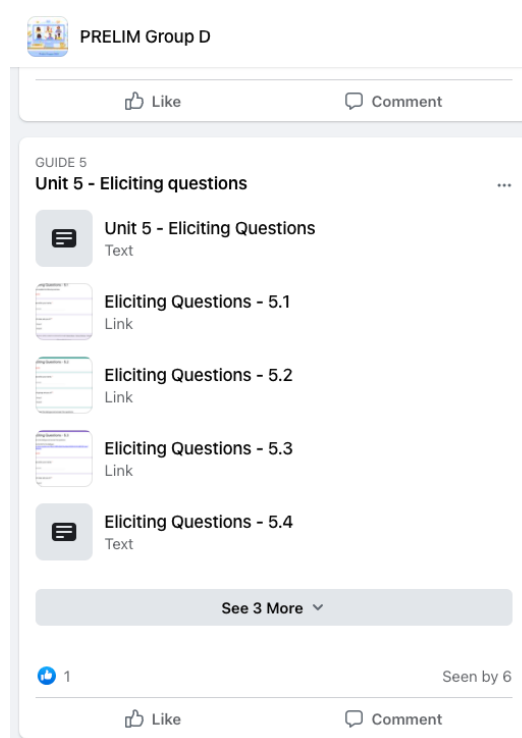 PRELIM Group D
Like Comment
GUIDE 5
Unit 5 - Eliciting questions
Unit 5 - Eliciting Questions
Text
Eliciting Questions - 5.1
Link
Eliciting Questions - 5.2
Link
Eliciting Questions - 5.3
Link
Eliciting Questions - 5.4
Text
See 3 More
1 Seen by 6
Like Comment